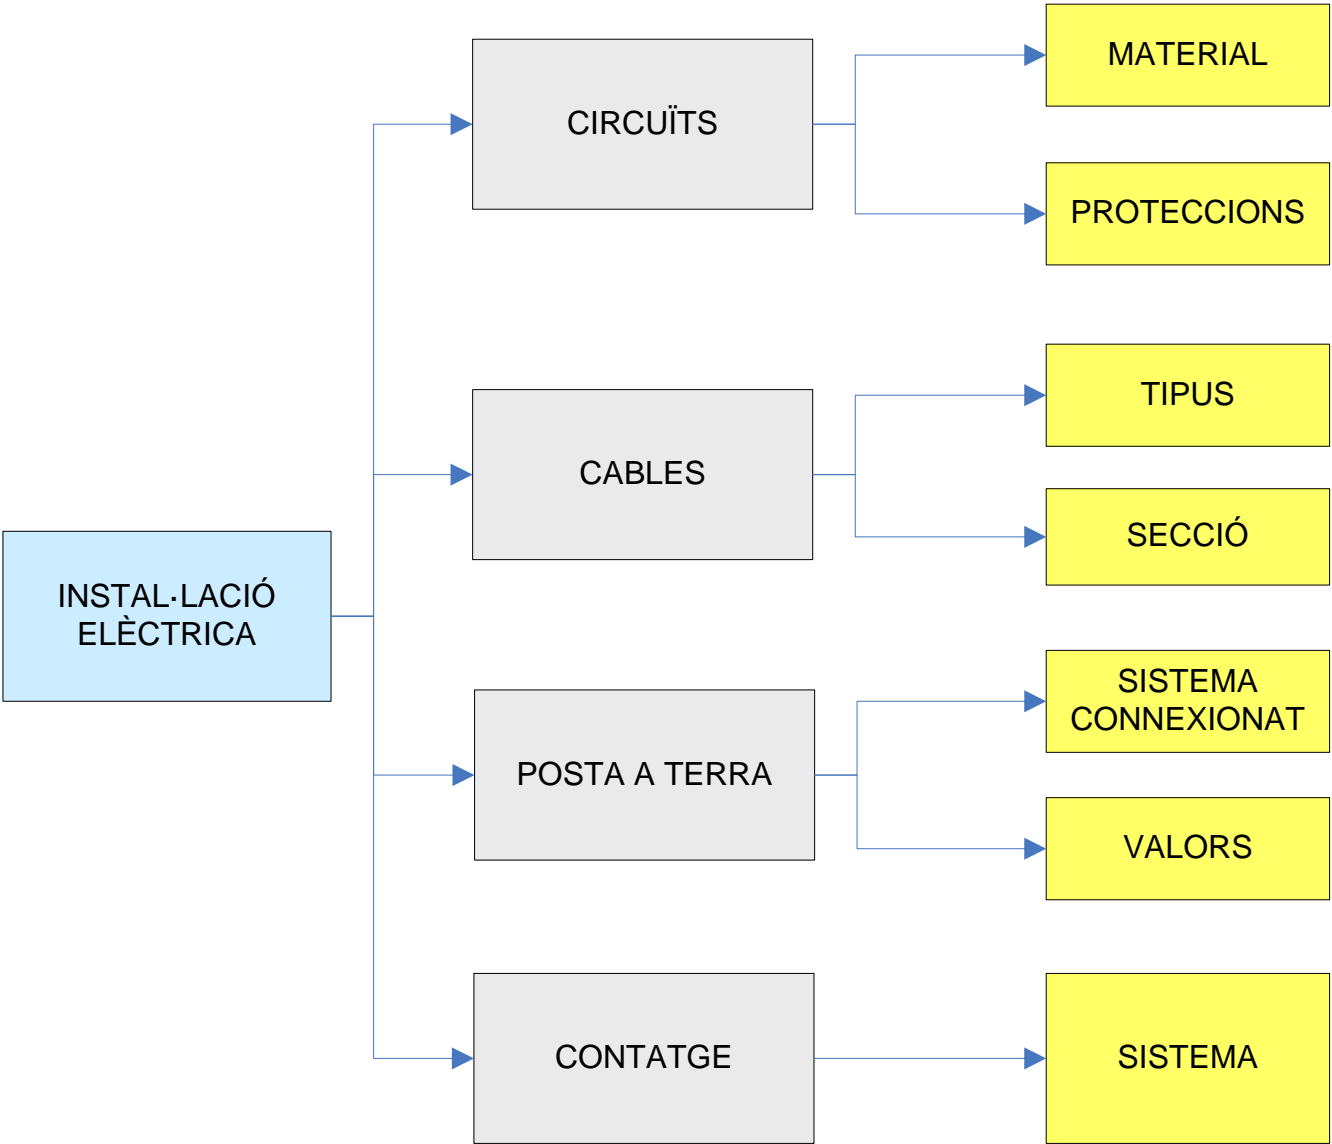 INSTAL·LACIÓ
ELÈCTRICA
CIRCUÏTS
MATERIAL
PROTECCIONS
CABLES
TIPUS
SECCIÓ
POSTA A TERRA
SISTEMA
CONNEXIONAT
VALORS
CONTATGE
SISTEMA